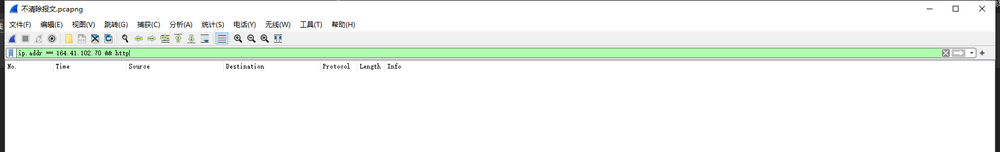 不清除报文.pcapng
文件(F) 编辑(E) 视图(V) 跳转(G) 捕获(C) 分析(A) 统计(S) 电话(Y) 无线(W) 工具(T) 帮助(H)
ip.addr == 164.41.102.70 && http
No. Time Source Destination Protocol Length Info